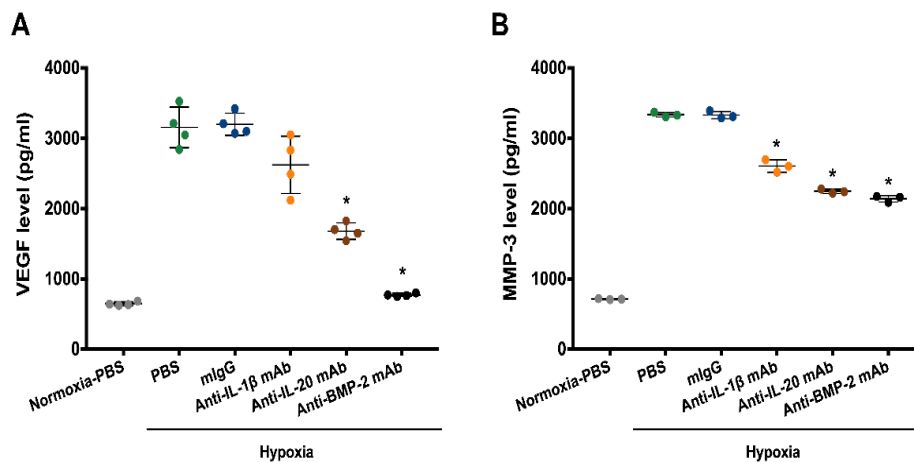 A
VEGF level (pg/ml)
4000
3000
2000
1000
0
*
*
Normoxia-PBS
PBS
mIgG
Anti-IL-1β mAb
Anti-IL-20 mAb
Anti-BMP-2 mAb
Hypoxia
B
MMP-3 level (pg/ml)
4000
3000
2000
1000
0
*
*
*
Normoxia-PBS
PBS
mIgG
Anti-IL-1β mAb
Anti-IL-20 mAb
Anti-BMP-2 mAb
Hypoxia